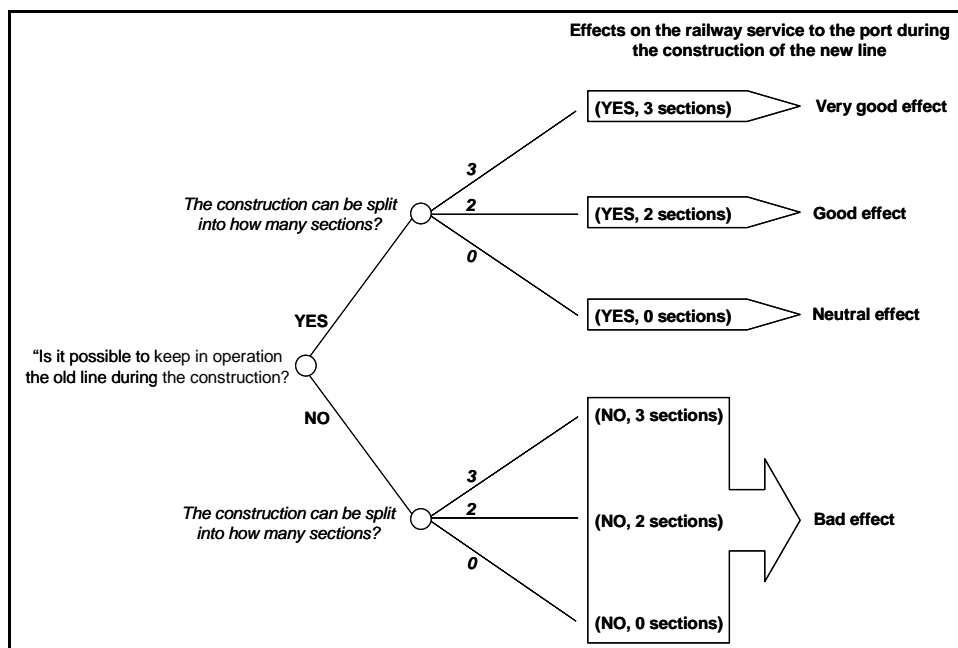 Effects on the railway service to the port during
the construction of the new line
(YES, 3 sections)
Very good effect
3
The construction can be split
into how many sections?
2
(YES, 2 sections)
Good effect
0
YES
(YES, 0 sections)
Neutral effect
“Is it possible to keep in operation
the old line during the construction?
NO
(NO, 3 sections)
3
The construction can be split
into how many sections?
2
(NO, 2 sections)
Bad effect
0
(NO, 0 sections)